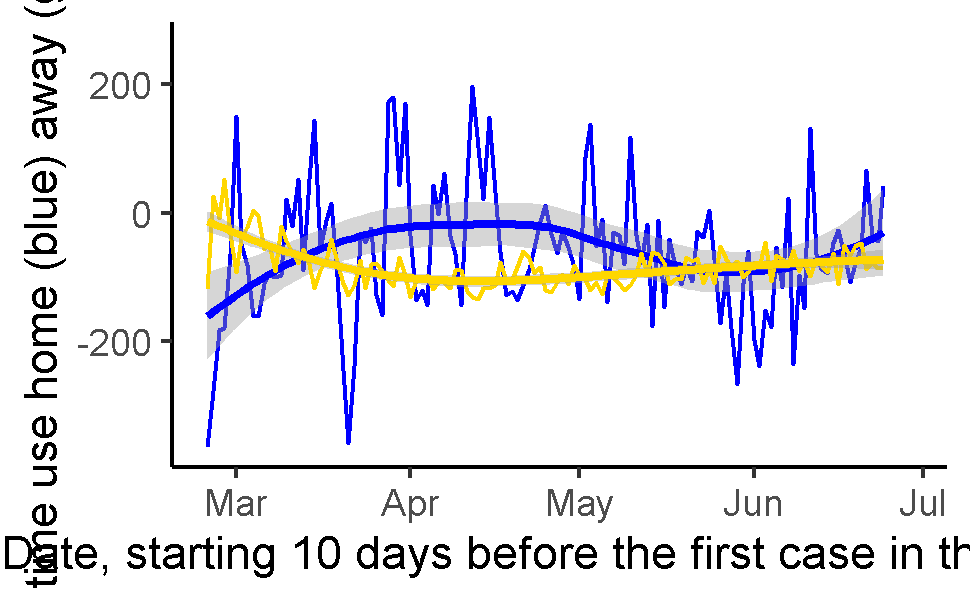 time use home (blue) away (
200
0
-200
Mar Apr May Jun Jul
Date, starting 10 days before the first case in th